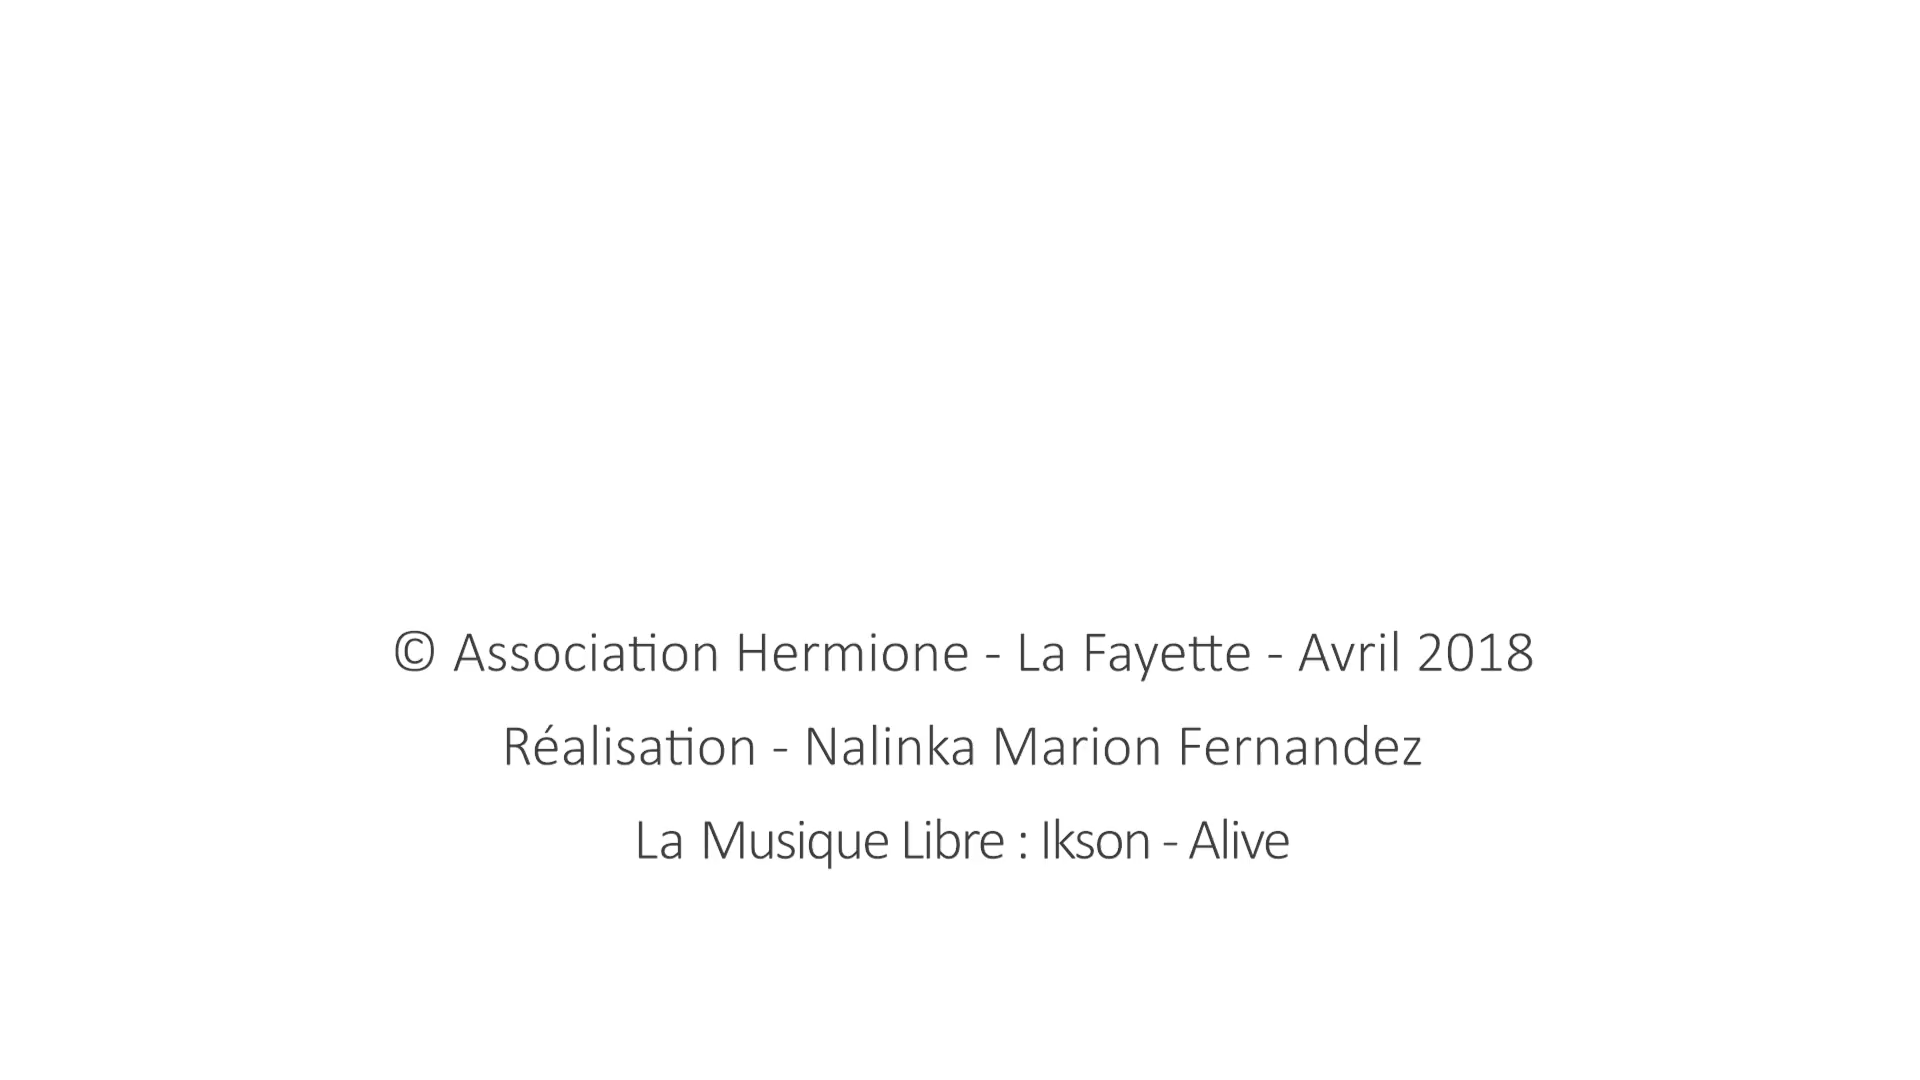 © Association Hermione - La Fayette - Avril 2018
Réalisation - Nalinka Marion Fernandez
La Musique Libre : Ikson - Alive